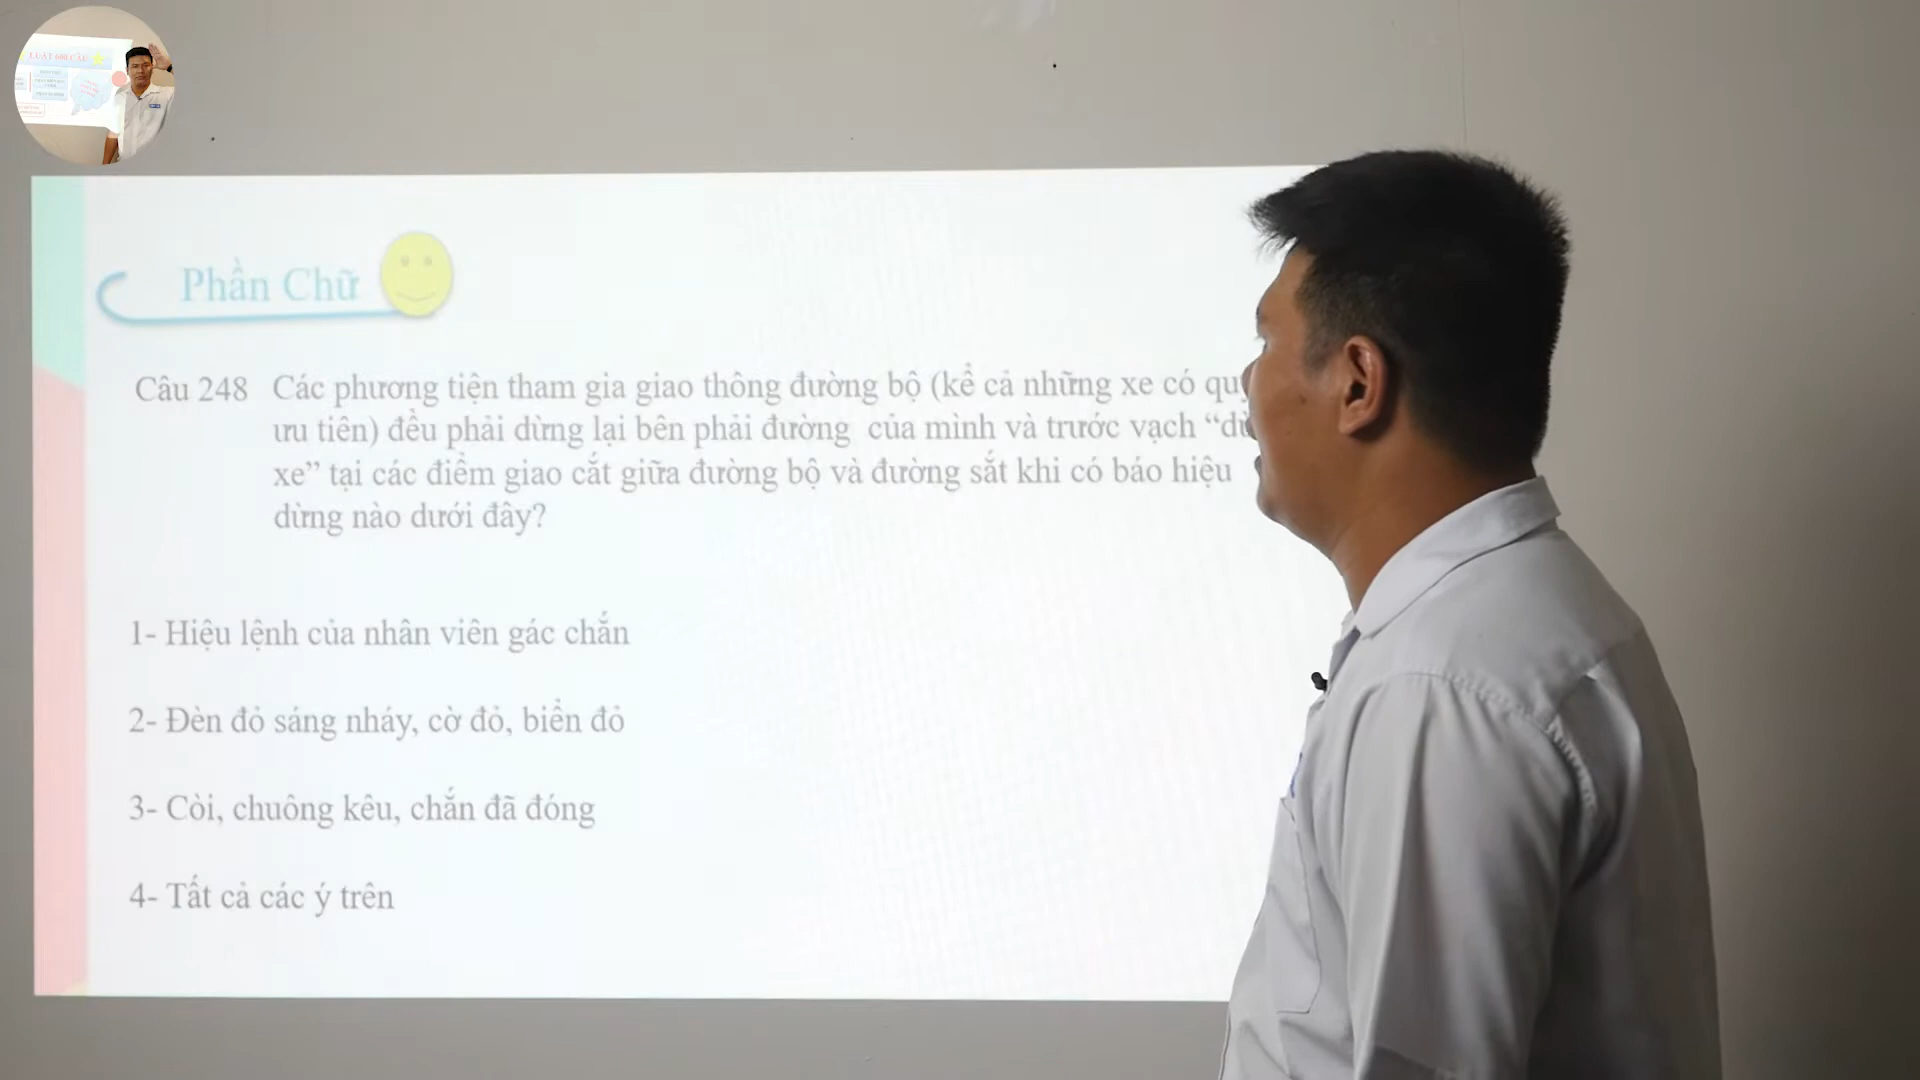 LUẬT 600 CÂU
Phần Chữ
Câu 248 Các phương tiện tham gia giao thông đường bộ (kể cả những xe có
ưu tiên) đều phải dừng lại bên phải đường của mình và trước vạch
xe” tại các điểm giao cắt giữa đường bộ và đường sắt khi có báo hiệu
dừng nào dưới đây?
1- Hiệu lệnh của nhân viên gác chắn
2- Đèn đỏ sáng nháy, cờ đỏ, biển đỏ
3- Còi, chuông kêu, chắn đã đóng
4- Tất cả các ý trên